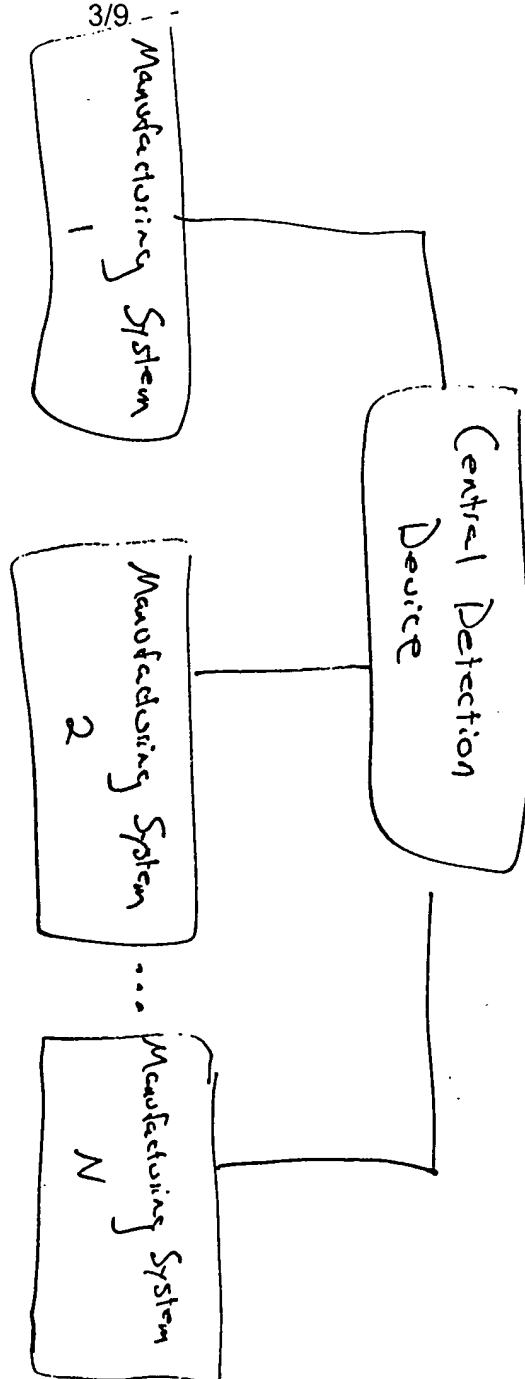 3/9
Central Detection
Device
Manufacturing System
1
Manufacturing System
2
...
Manufacturing System
N